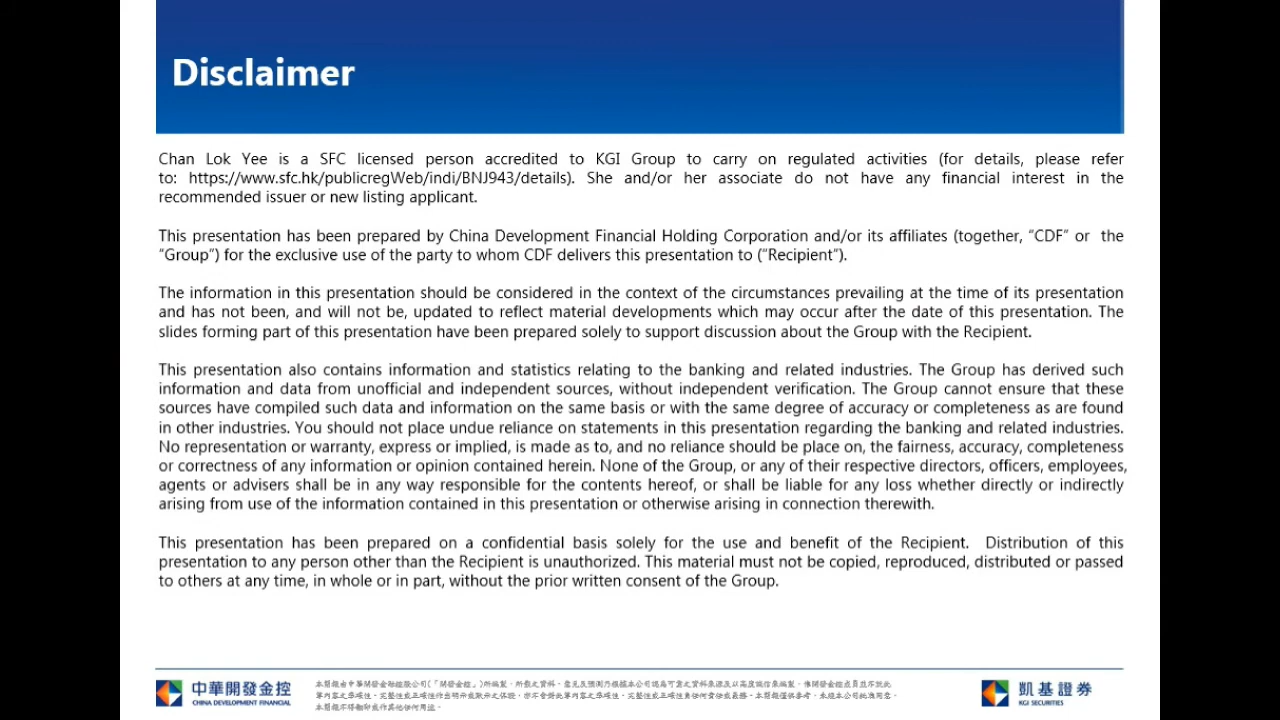 Disclaimer
Chan Lok Yee is a SFC licensed person accredited to KGI Group to carry on regulated activities (for details, please refer
to: https://www.sfc.hk/publicregWeb/indi/BNJ943/details). She and/or her associate do not have any financial interest in the
recommended issuer or new listing applicant.
This presentation has been prepared by China Development Financial Holding Corporation and/or its affiliates (together, “CDF” or the
“Group”) for the exclusive use of the party to whom CDF delivers this presentation to (“Recipient”).
The information in this presentation should be considered in the context of the circumstances prevailing at the time of its presentation
and has not been, and will not be, updated to reflect material developments which may occur after the date of this presentation. The
slides forming part of this presentation have been prepared solely to support discussion about the Group with the Recipient.
This presentation also contains information and statistics relating to the banking and related industries. The Group has derived such
information and data from unofficial and independent sources, without independent verification. The Group cannot ensure that these
sources have compiled such data and information on the same basis or with the same degree of accuracy or completeness as are found
in other industries. You should not place undue reliance on statements in this presentation regarding the banking and related industries.
No representation or warranty, express or implied, is made as to, and no reliance should be place on, the fairness, accuracy, completeness
or correctness of any information or opinion contained herein. None of the Group, or any of their respective directors, officers, employees,
agents or advisers shall be in any way responsible for the contents hereof, or shall be liable for any loss whether directly or indirectly
arising from use of the information contained in this presentation or otherwise arising in connection therewith.
This presentation has been prepared on a confidential basis solely for the use and benefit of the Recipient. Distribution of this
presentation to any person other than the Recipient is unauthorized. This material must not be copied, reproduced, distributed or passed
to others at any time, in whole or in part, without the prior written consent of the Group.
中華開發金控
CHINA DEVELOPMENT FINANCIAL
凱基證券
KGI SECURITIES